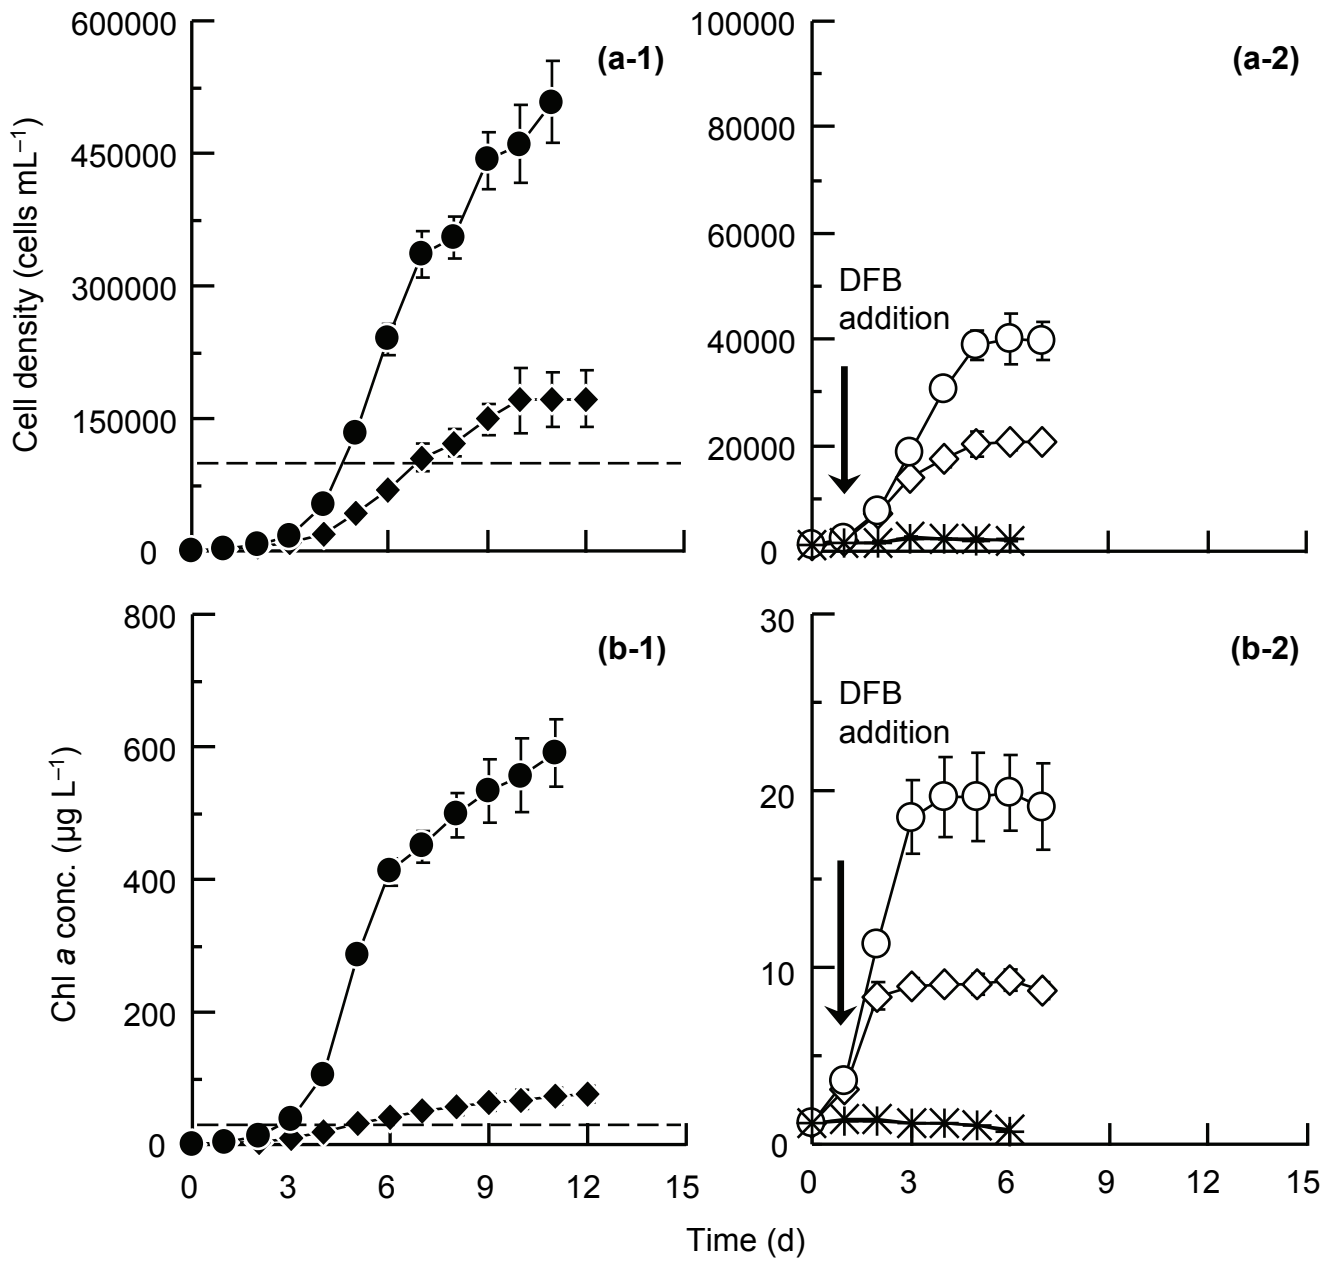 600000
450000
300000
150000
0
Cell density (cells mL⁻¹)
(a-1)
100000
80000
60000
40000
20000
0
(a-2)
DFB
addition
800
600
400
200
0
Chl a conc. (µg L⁻¹)
(b-1)
0 3 6 9 12 15
30
20
10
0
(b-2)
DFB
addition
0 3 6 9 12 15
Time (d)